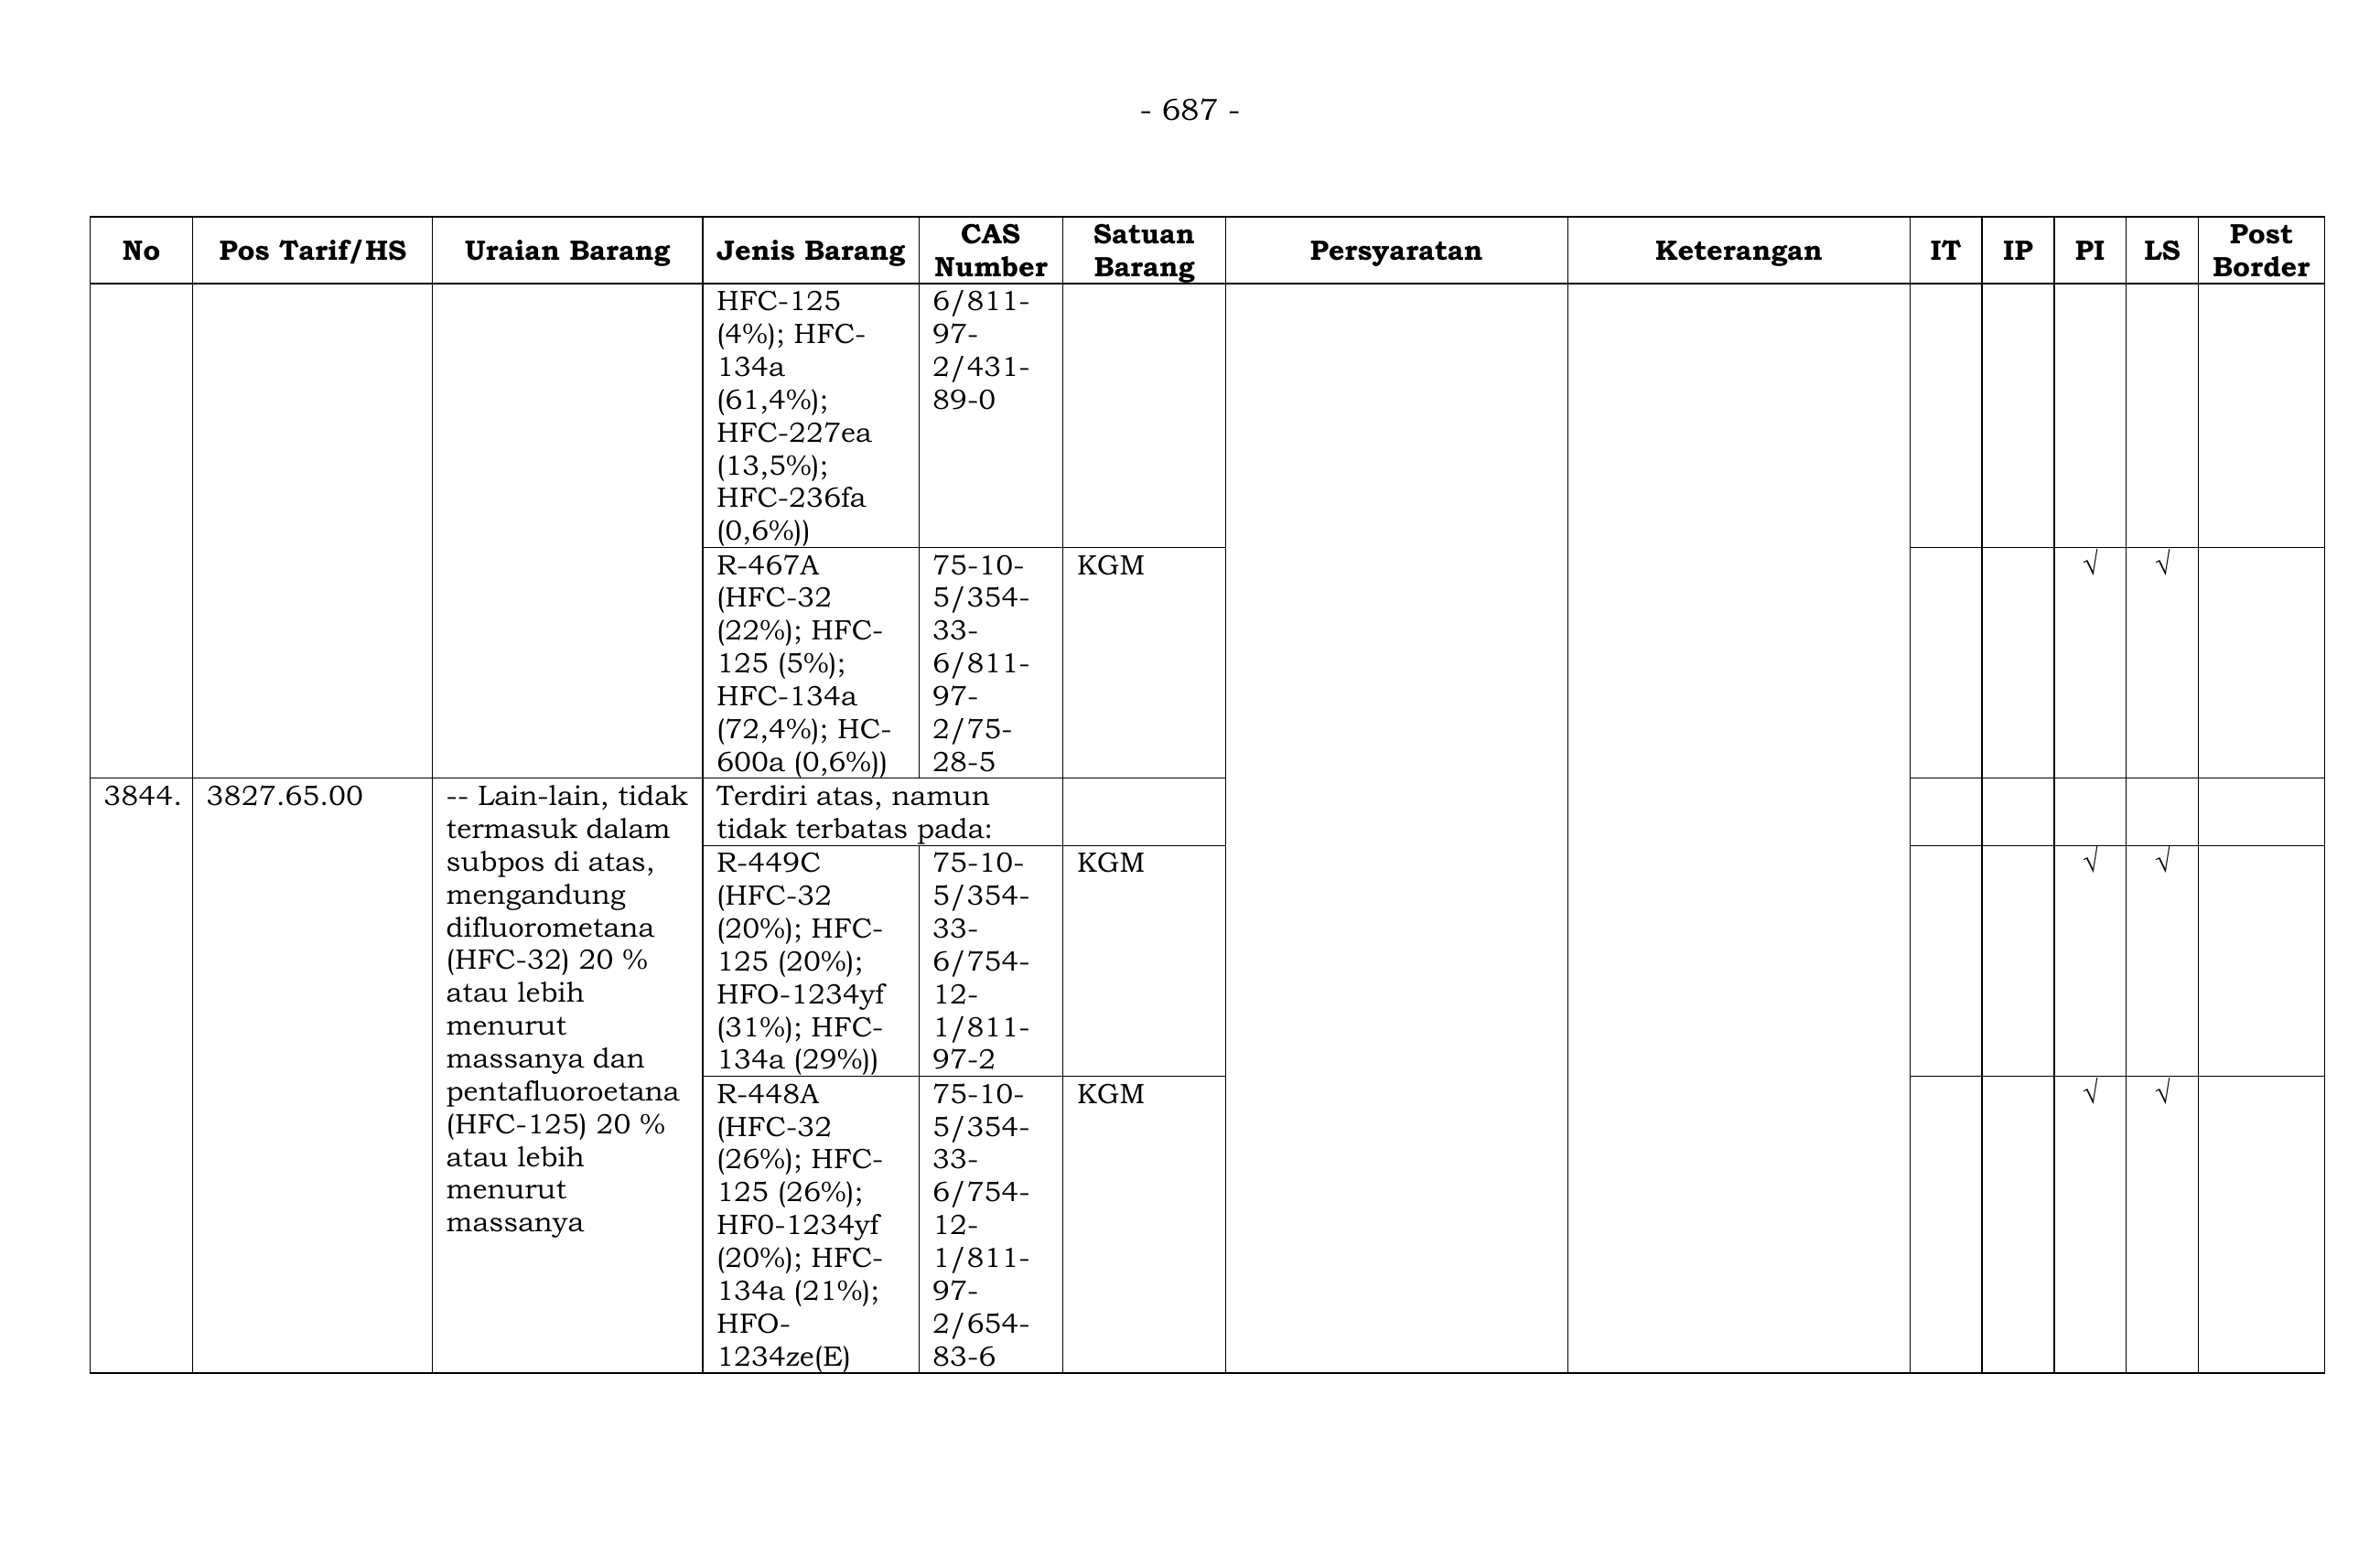 - 687 -
No
Pos Tarif/HS
Uraian Barang
Jenis Barang
CAS
Number
Satuan
Barang
Persyaratan
Keterangan
IT
IP
PI
LS
Post
Border
HFC-125
(4%); HFC-
134a
(61,4%);
HFC-227ea
(13,5%);
HFC-236fa
(0,6%))
6/811-
97-
2/431-
89-0
R-467A
(HFC-32
(22%); HFC-
125 (5%);
HFC-134a
(72,4%); HC-
600a (0,6%))
75-10-
5/354-
33-
6/811-
97-
2/75-
28-5
KGM
√
√
3844.
3827.65.00
-- Lain-lain, tidak
termasuk dalam
subpos di atas,
mengandung
difluorometana
(HFC-32) 20 %
atau lebih
menurut
massanya dan
pentafluoroetana
(HFC-125) 20 %
atau lebih
menurut
massanya
Terdiri atas, namun
tidak terbatas pada:
R-449C
(HFC-32
(20%); HFC-
125 (20%);
HFO-1234yf
(31%); HFC-
134a (29%))
75-10-
5/354-
33-
6/754-
12-
1/811-
97-2
KGM
√
√
R-448A
(HFC-32
(26%); HFC-
125 (26%);
HF0-1234yf
(20%); HFC-
134a (21%);
HFO-
1234ze(E)
75-10-
5/354-
33-
6/754-
12-
1/811-
97-
2/654-
83-6
KGM
√
√